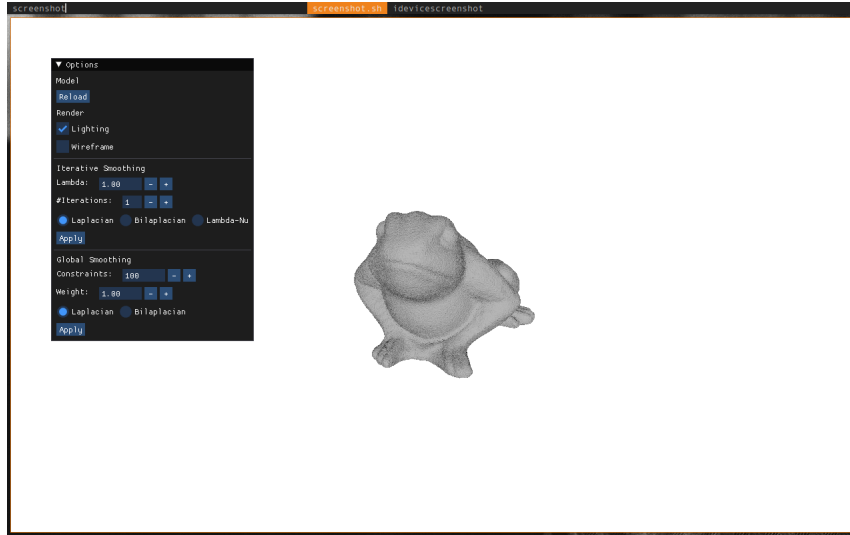 screenshot screenshot.sh idevicescreenshot
▼ Options
Model
Reload
Render
Lighting
Wireframe
Iterative Smoothing
Lambda: 1.00 - +
#Iterations: 1 - +
Laplacian Bilaplacian Lambda-Nu
Apply
Global Smoothing
Constraints: 100 - +
Weight: 1.00 - +
Laplacian Bilaplacian
Apply